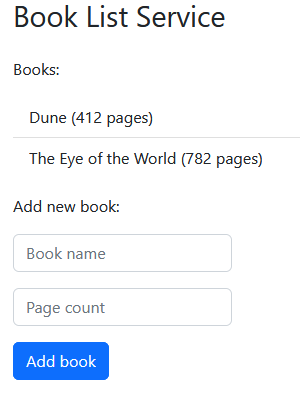 Book List Service
Books:
Dune (412 pages)
The Eye of the World (782 pages)
Add new book:
Book name
Page count
Add book